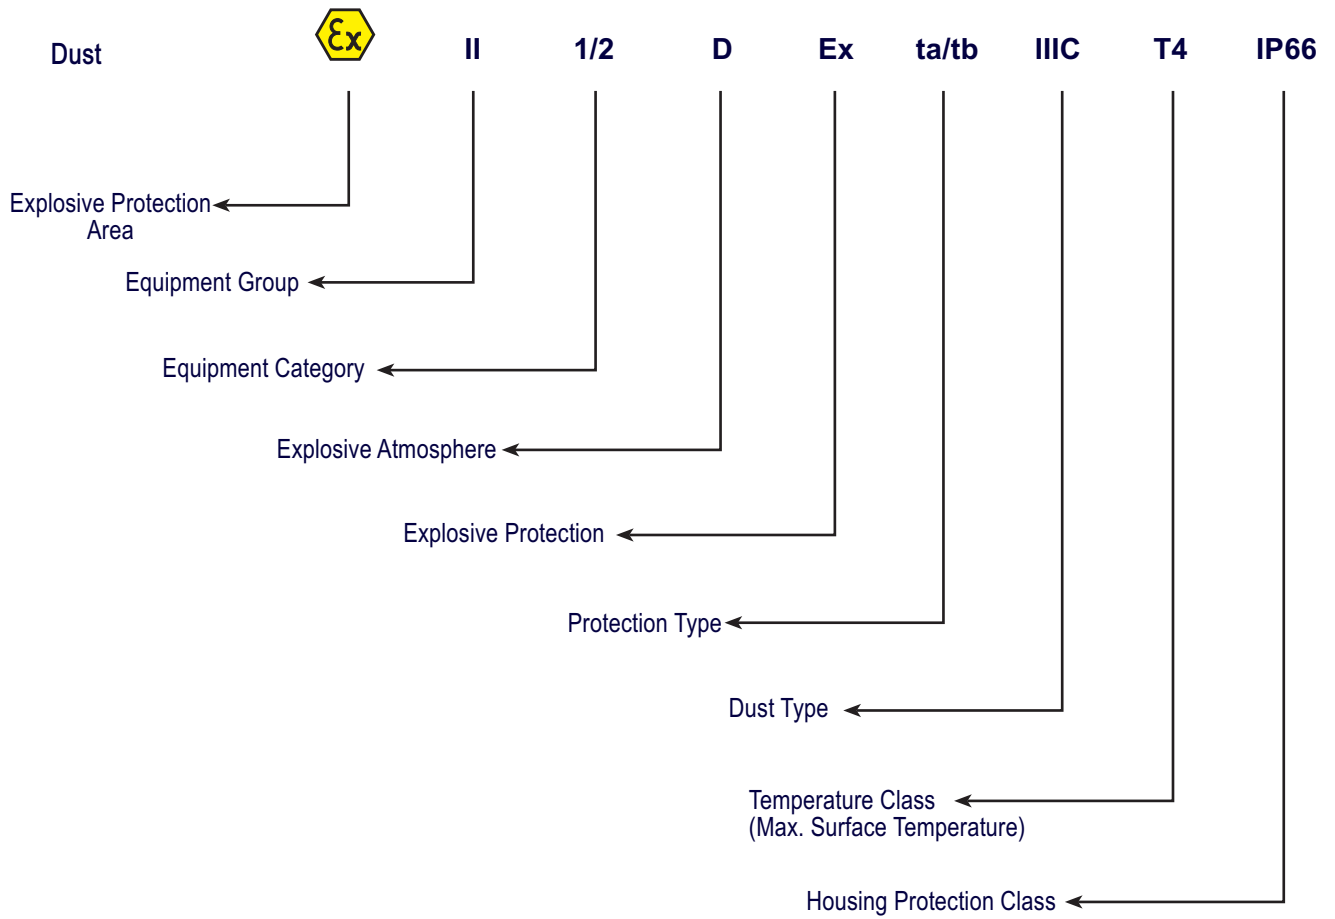 Dust Ex II 1/2 D Ex ta/tb IIIC T4 IP66
Explosive Protection
Area
Equipment Group
Equipment Category
Explosive Atmosphere
Explosive Protection
Protection Type
Dust Type
Temperature Class
(Max. Surface Temperature)
Housing Protection Class